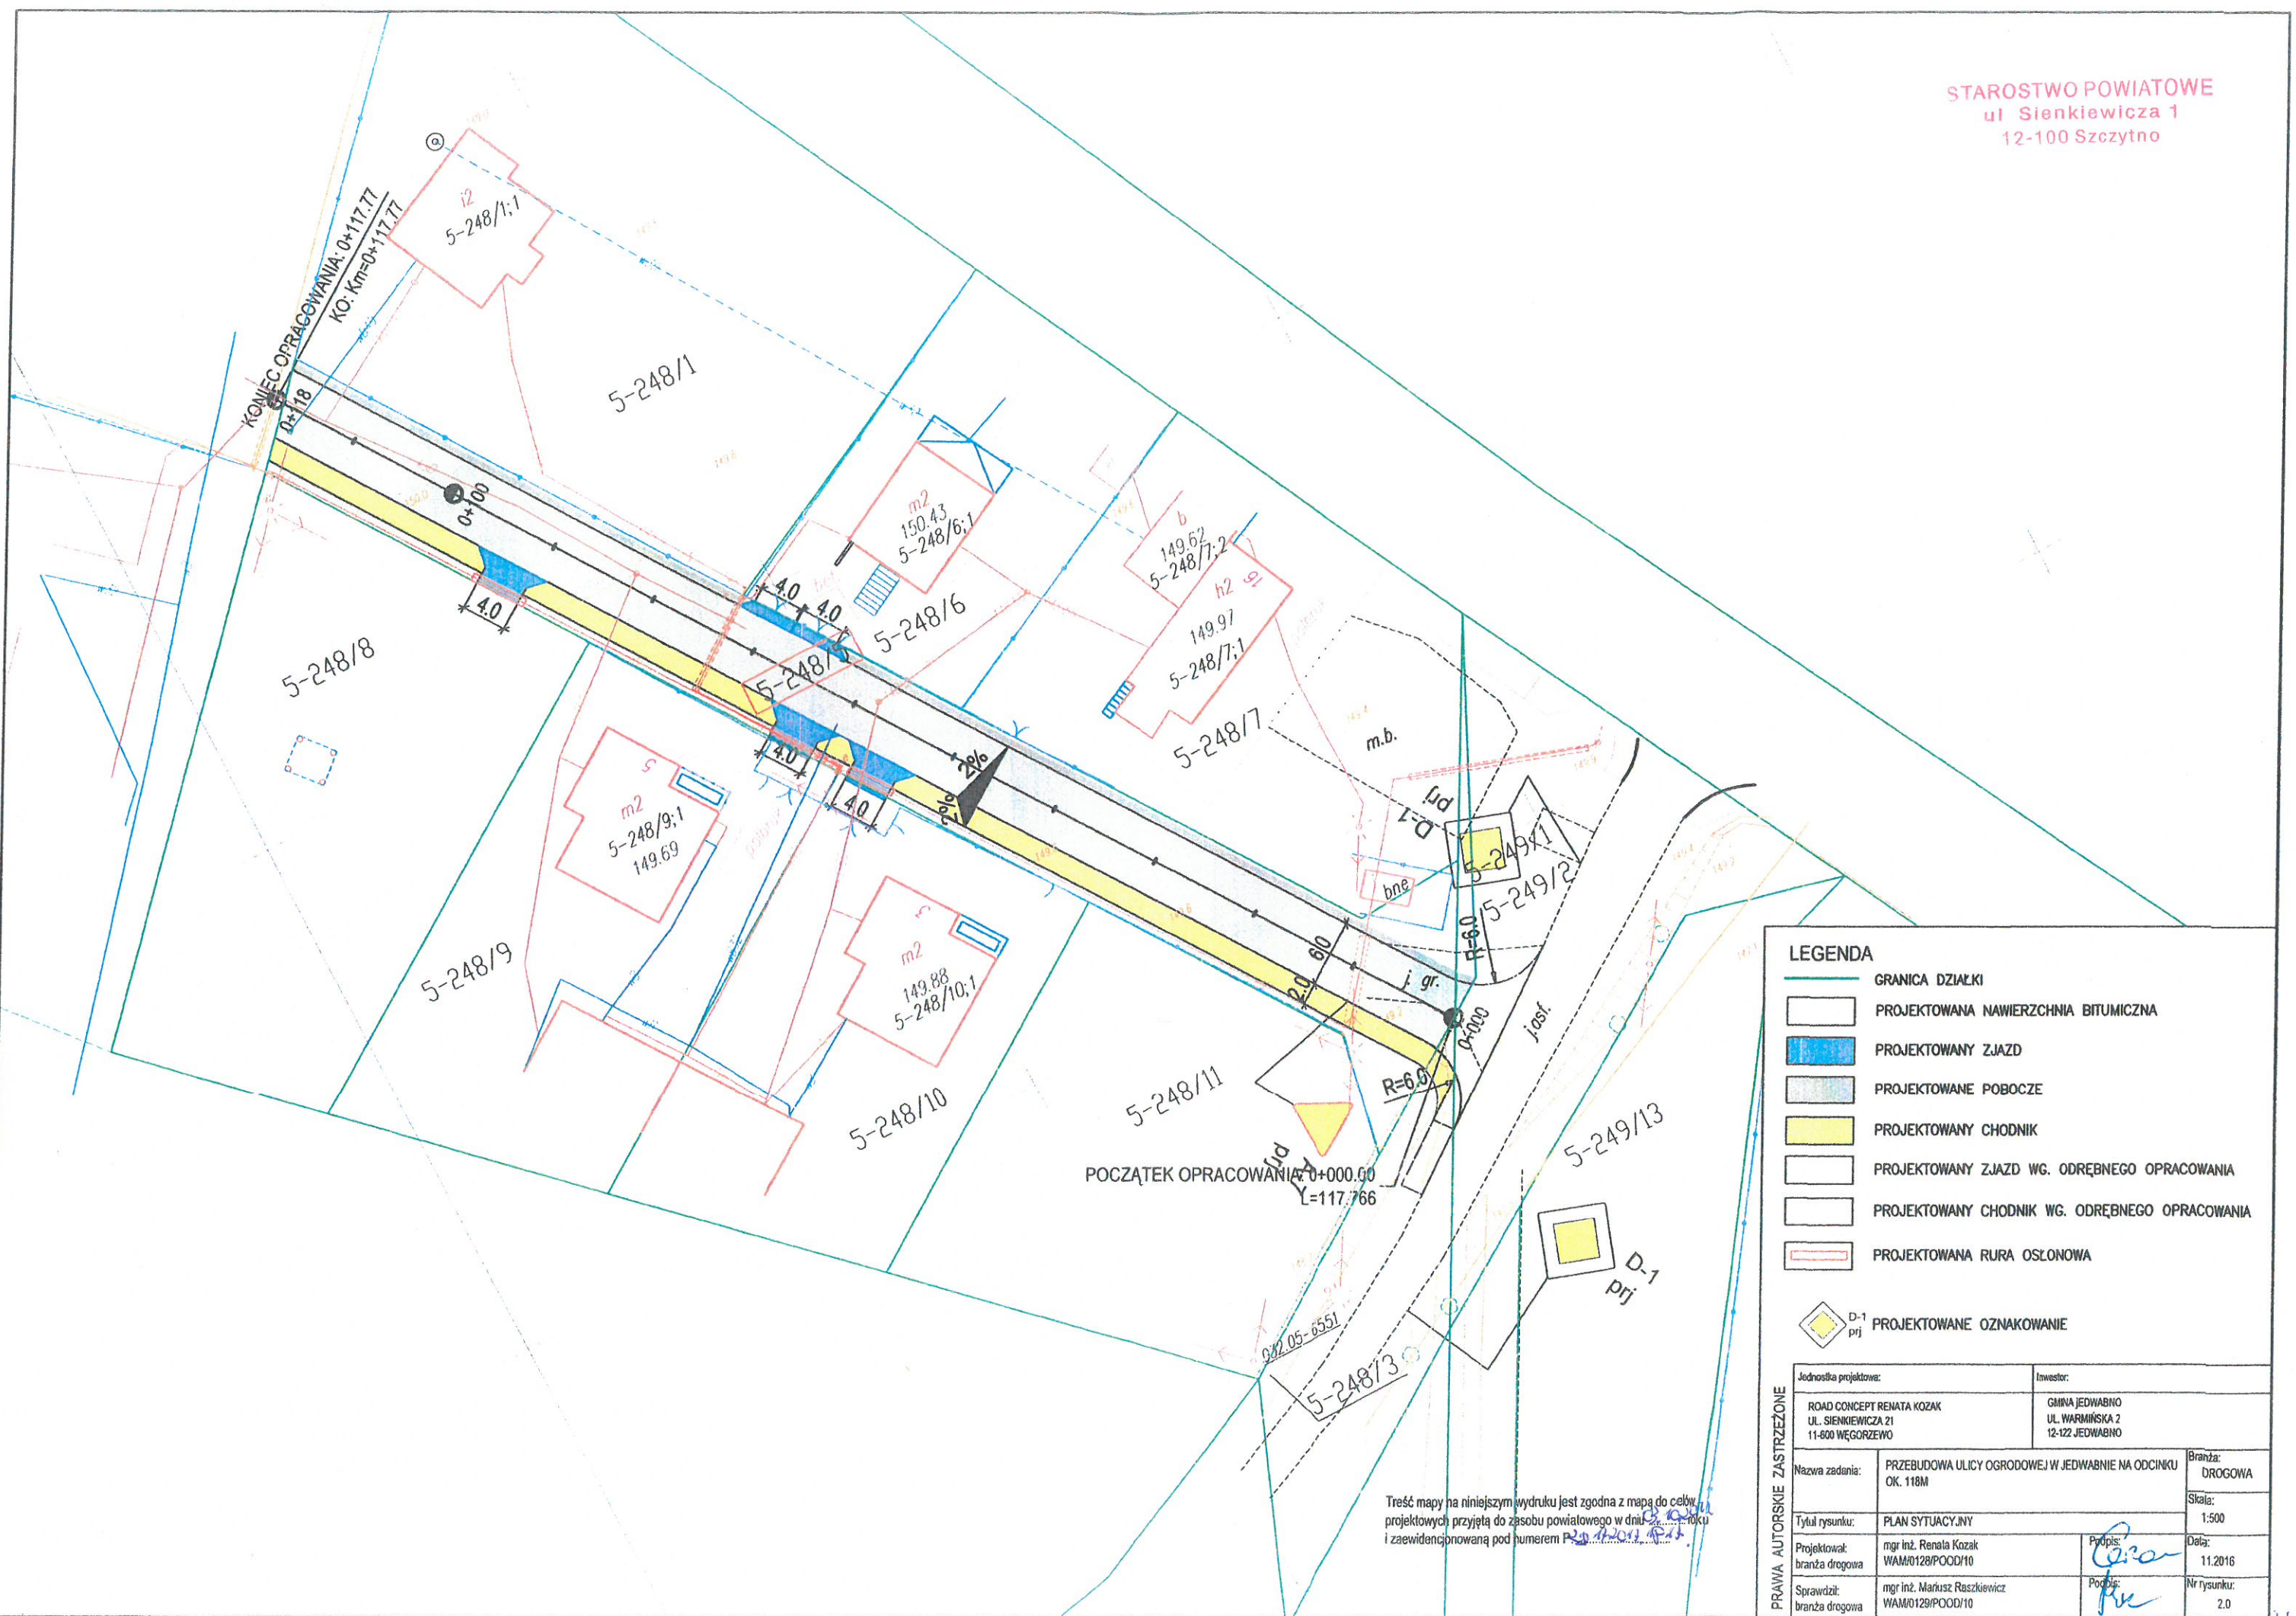 STAROSTWO POWIATOWE
ul Sienkiewicza 1
12-100 Szczytno
KONIEC OPRACOWANIA: 0+117.77
KO: Km=0+117.77
0+118
i2
5-248/1;1
5-248/1
0+100
4.0
m2
150.43
5-248/6;1
4.0
4.0
5-248/6
b
149.62
5-248/7;2
h2
16
149.97
5-248/7;1
5-248/7
m.b.
5-248/5
5-248/8
5
m2
5-248/9;1
149.69
4.0
4.0
2%
2%
5-248/9
3
m2
149.88
5-248/10;1
5-248/10
D-1
prj
5-249x1
5-249/2
bne
R=6.0
6.0
2.0
j. gr.
0+000
j.asf.
5-248/11
R=6.0
A-7
prj
POCZĄTEK OPRACOWANIA: 0+000.00
L=117.766
5-249/13
D-1
prj
042.05-6551
5-248/3
LEGENDA
GRANICA DZIAŁKI
PROJEKTOWANA NAWIERZCHNIA BITUMICZNA
PROJEKTOWANY ZJAZD
PROJEKTOWANE POBOCZE
PROJEKTOWANY CHODNIK
PROJEKTOWANY ZJAZD WG. ODRĘBNEGO OPRACOWANIA
PROJEKTOWANY CHODNIK WG. ODRĘBNEGO OPRACOWANIA
PROJEKTOWANA RURA OSŁONOWA
D-1
prj
PROJEKTOWANE OZNAKOWANIE
Treść mapy na niniejszym wydruku jest zgodna z mapą do celów
projektowych przyjętą do zasobu powiatowego w dniu roku
i zaewidencjonowaną pod numerem P.
PRAWA AUTORSKIE ZASTRZEŻONE
Jednostka projektowa:
Inwestor:
ROAD CONCEPT RENATA KOZAK
UL. SIENKIEWICZA 21
11-600 WĘGORZEWO
GMINA JEDWABNO
UL. WARMIŃSKA 2
12-122 JEDWABNO
Nazwa zadania:
PRZEBUDOWA ULICY OGRODOWEJ W JEDWABNIE NA ODCINKU
OK. 118M
Branża:
DROGOWA
Skala:
1:500
Tytuł rysunku:
PLAN SYTUACYJNY
Projektował:
branża drogowa
mgr inż. Renata Kozak
WAM/0128/POOD/10
Podpis:
Data:
11.2016
Sprawdził:
branża drogowa
mgr inż. Mariusz Raszkiewicz
WAM/0129/POOD/10
Podpis:
Nr rysunku:
2.0